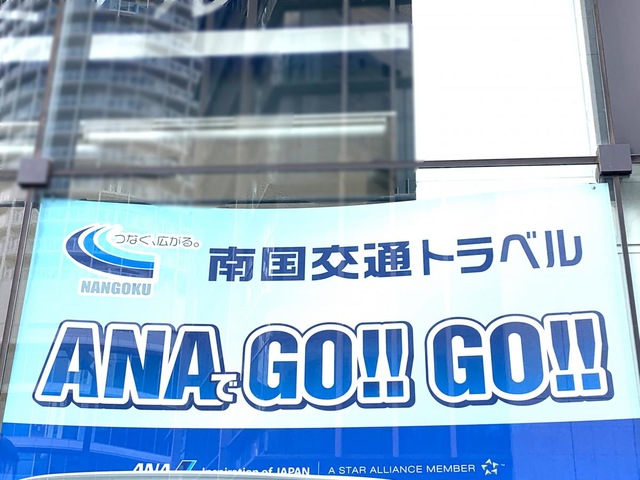 つなぐ、広がる。
NANGOKU
南国交通トラベル
ANAでGO!! GO!!
ANA Inspiration of JAPAN | A STAR ALLIANCE MEMBER